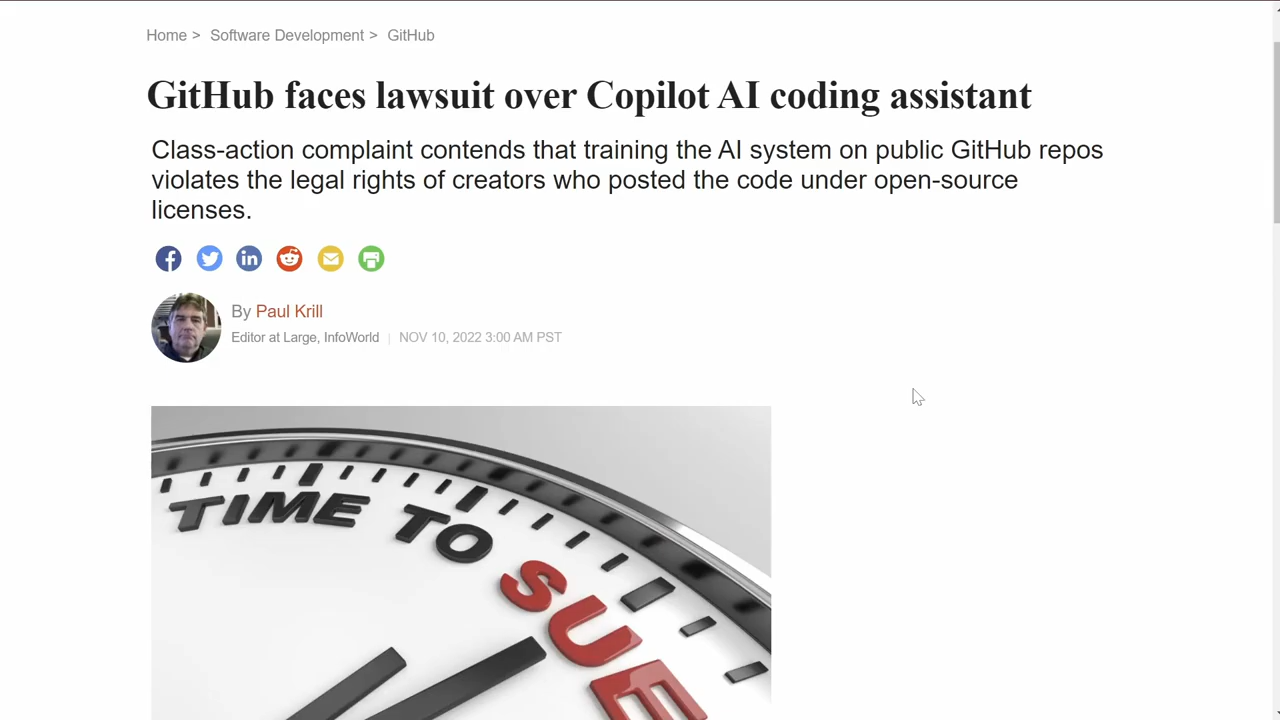 Home > Software Development > GitHub
GitHub faces lawsuit over Copilot AI coding assistant
Class-action complaint contends that training the AI system on public GitHub repos
violates the legal rights of creators who posted the code under open-source
licenses.
By Paul Krill
Editor at Large, InfoWorld | NOV 10, 2022 3:00 AM PST
TIME TO SUE